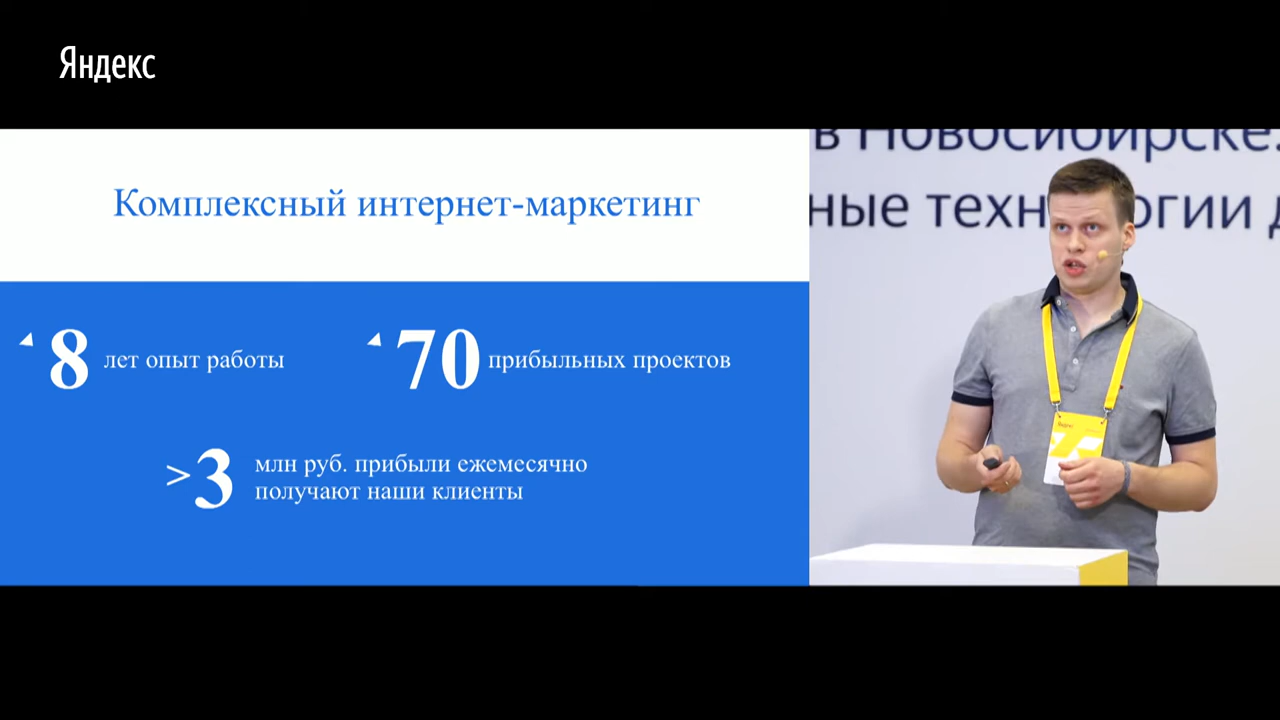 Яндекс
Комплексный интернет-маркетинг
8 лет опыт работы
70 прибыльных проектов
>3 млн руб. прибыли ежемесячно
получают наши клиенты
в Новосибирске.
технологии
Яндекс